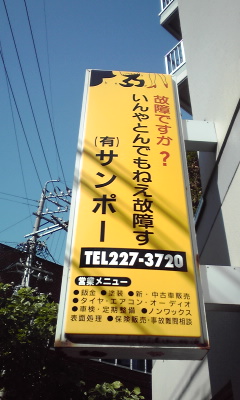 故障ですか?
いんやとんでもねえ故障す
(有)サンポー
TEL227-3720
営業メニュー
●鈑金 ●塗装 ●新・中古車販売
●タイヤ・エアコン・オーディオ
●車検・定期整備 ●ノンワックス
表面処理 ●保険販売・事故難問相談